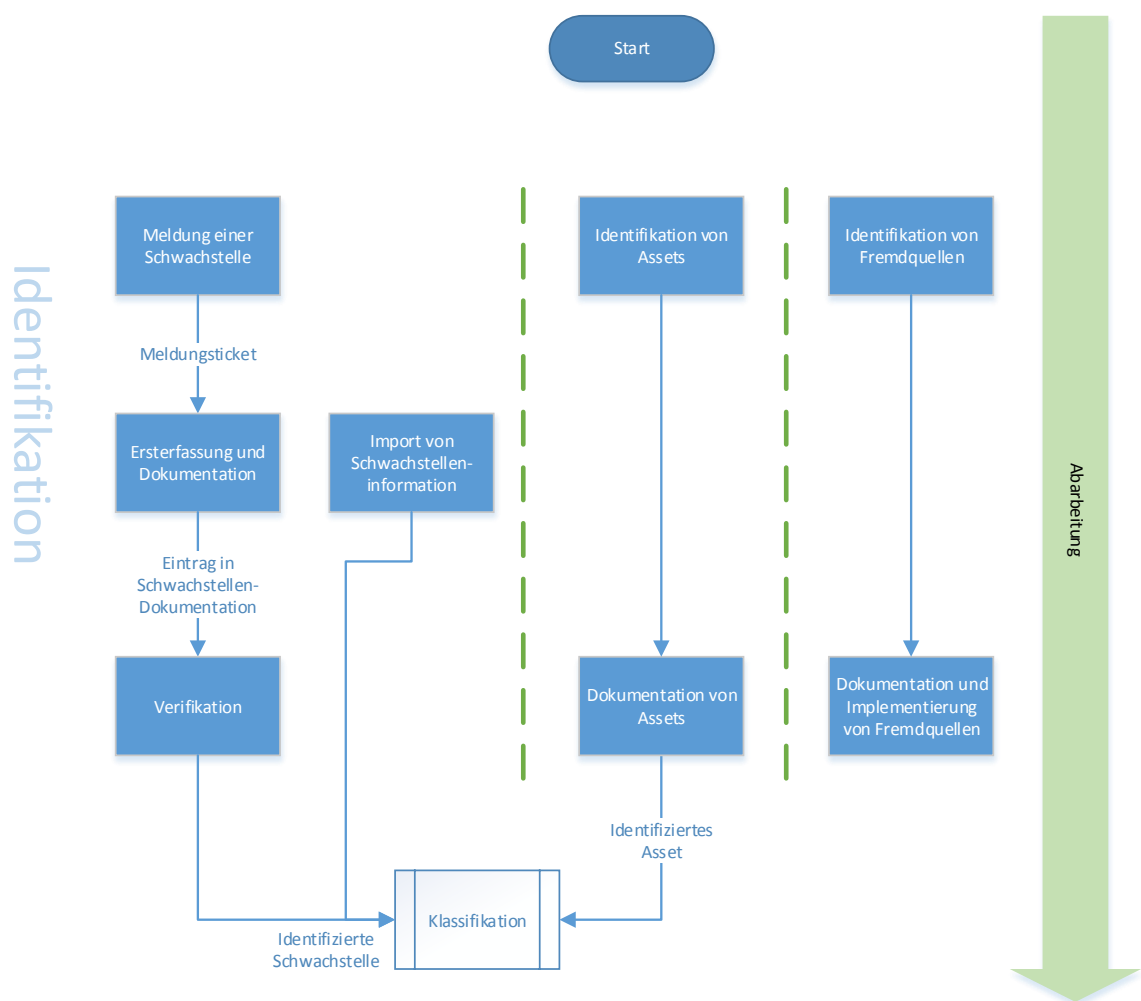 Start
Identifikation
Meldung einer
Schwachstelle
Identifikation von
Assets
Identifikation von
Fremdquellen
Meldungsticket
Ersterfassung und
Dokumentation
Import von
Schwachstellen-
information
Abarbeitung
Eintrag in
Schwachstellen-
Dokumentation
Verifikation
Dokumentation von
Assets
Dokumentation und
Implementierung
von Fremdquellen
Identifiziertes
Asset
Klassifikation
Identifizierte
Schwachstelle